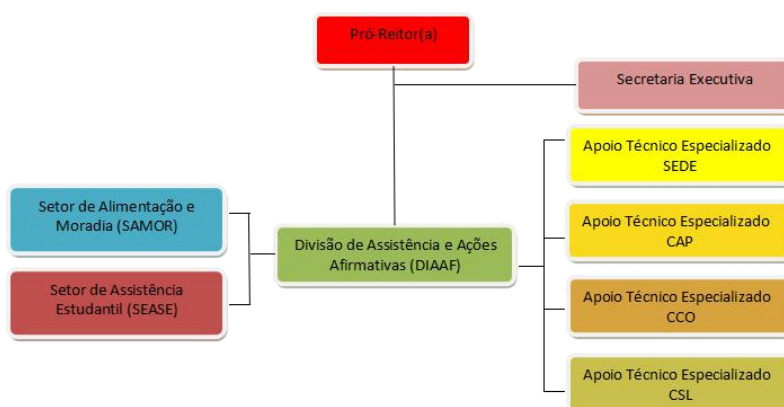 Pró-Reitor(a)
Secretaria Executiva
Apoio Técnico Especializado
SEDE
Setor de Alimentação e
Moradia (SAMOR)
Divisão de Assistência e Ações
Afirmativas (DIAAF)
Apoio Técnico Especializado
CAP
Setor de Assistência
Estudantil (SEASE)
Apoio Técnico Especializado
CCO
Apoio Técnico Especializado
CSL